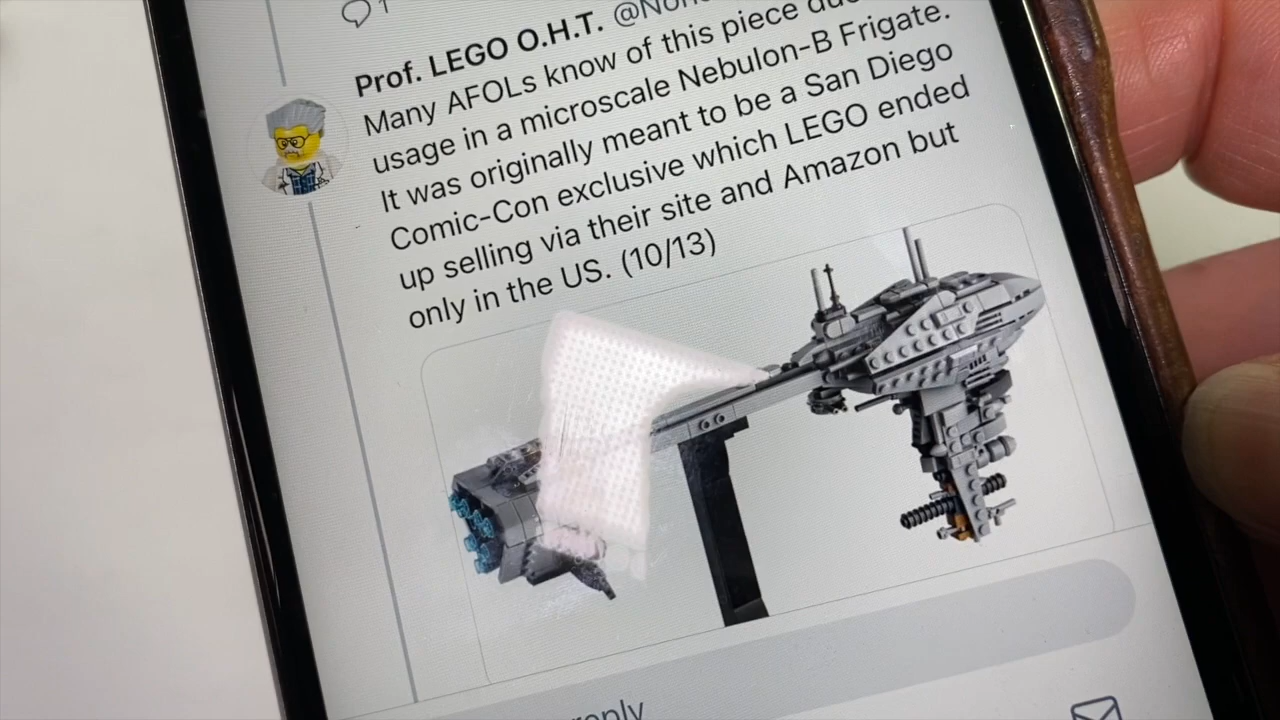 1
Prof. LEGO O.H.T.
Many AFOLs know of this piece
usage in a microscale Nebulon-B Frigate.
It was originally meant to be a San Diego
Comic-Con exclusive which LEGO ended
up selling via their site and Amazon but
only in the US. (10/13)